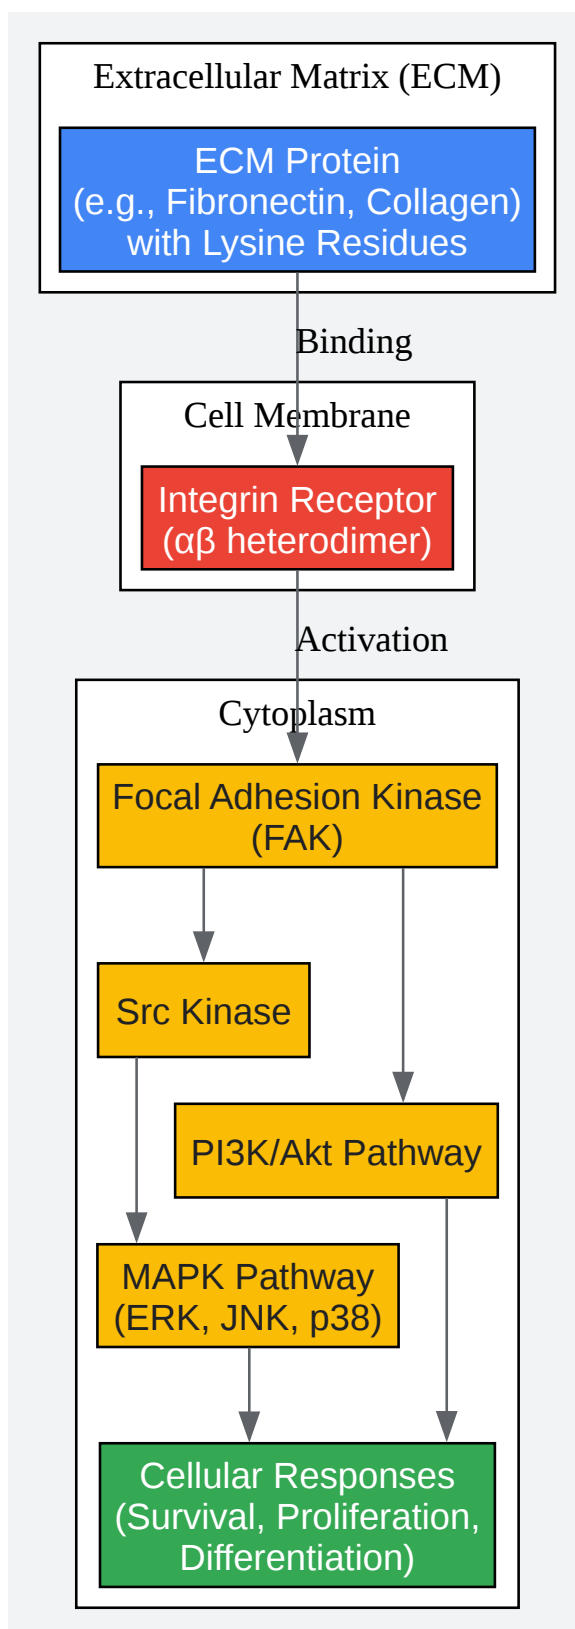 Extracellular Matrix (ECM)
ECM Protein
(e.g., Fibronectin, Collagen)
with Lysine Residues
Binding
Cell Membrane
Integrin Receptor
(αβ heterodimer)
Activation
Cytoplasm
Focal Adhesion Kinase
(FAK)
Src Kinase
PI3K/Akt Pathway
MAPK Pathway
(ERK, JNK, p38)
Cellular Responses
(Survival, Proliferation,
Differentiation)